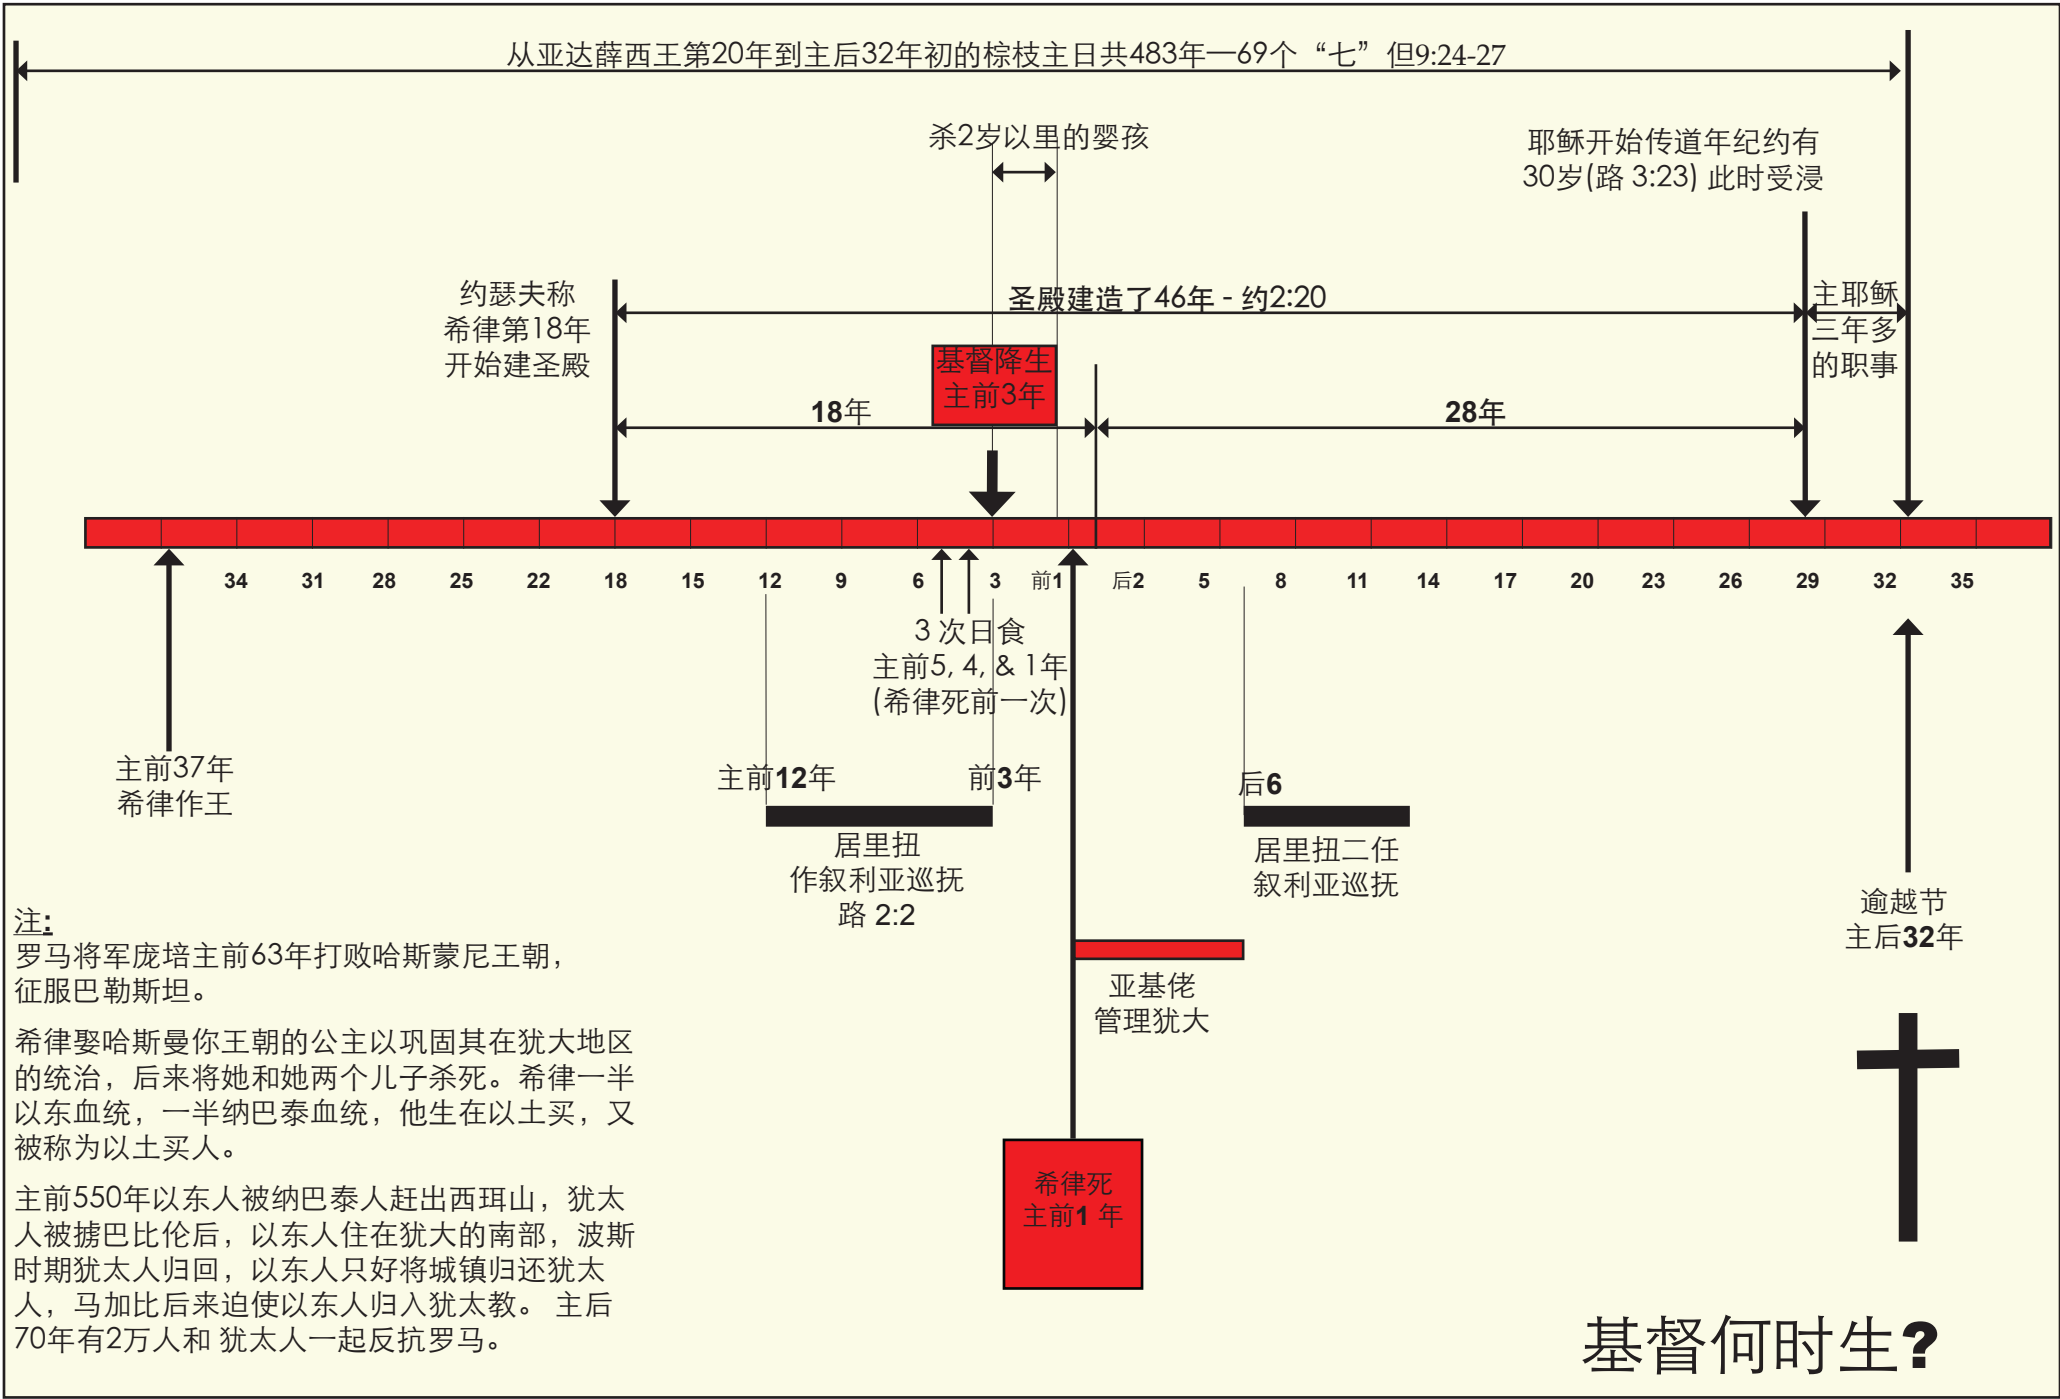 从亚达薛西王第20年到主后32年初的棕枝主日共483年—69个“七”但9:24-27
杀2岁以里的婴孩
耶稣开始传道年纪约有
30岁(路 3:23) 此时受浸
约瑟夫称
希律第18年
开始建圣殿
圣殿建造了46年 - 约2:20
主耶稣
三年多
的职事
基督降生
主前3年
18年
28年
34 31 28 25 22 18 15 12 9 6 3 前1 后2 5 8 11 14 17 20 23 26 29 32 35
3 次日食
主前5, 4, & 1年
(希律死前一次)
主前37年
希律作王
主前12年
前3年
后6
居里扭
作叙利亚巡抚
路 2:2
居里扭二任
叙利亚巡抚
逾越节
主后32年
亚基佬
管理犹大
注:
罗马将军庞培主前63年打败哈斯蒙尼王朝，
征服巴勒斯坦。
希律娶哈斯曼你王朝的公主以巩固其在犹大地区
的统治，后来将她和她两个儿子杀死。希律一半
以东血统，一半纳巴泰血统，他生在以土买，又
被称为以土买人。
主前550年以东人被纳巴泰人赶出西珥山，犹太
人被掳巴比伦后，以东人住在犹大的南部，波斯
时期犹太人归回，以东人只好将城镇归还犹太
人，马加比后来迫使以东人归入犹太教。 主后
70年有2万人和 犹太人一起反抗罗马。
希律死
主前1 年
基督何时生?